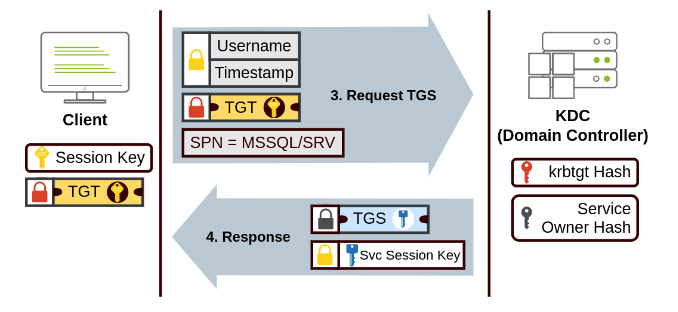 Client
Session Key
TGT
Username
Timestamp
TGT
SPN = MSSQL/SRV
3. Request TGS
4. Response
TGS
Svc Session Key
KDC
(Domain Controller)
krbtgt Hash
Service
Owner Hash